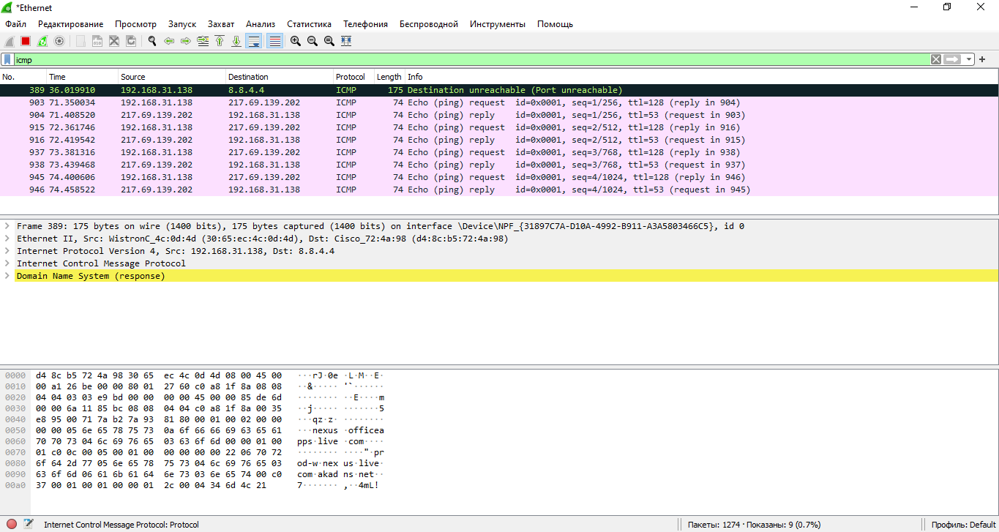 *Ethernet
Файл Редактирование Просмотр Запуск Захват Анализ Статистика Телефония Беспроводной Инструменты Помощь
icmp
No. Time Source Destination Protocol Length Info
389 36.019910 192.168.31.138 8.8.4.4 ICMP 175 Destination unreachable (Port unreachable)
903 71.350034 192.168.31.138 217.69.139.202 ICMP 74 Echo (ping) request id=0x0001, seq=1/256, ttl=128 (reply in 904)
904 71.408520 217.69.139.202 192.168.31.138 ICMP 74 Echo (ping) reply id=0x0001, seq=1/256, ttl=53 (request in 903)
915 72.361746 192.168.31.138 217.69.139.202 ICMP 74 Echo (ping) request id=0x0001, seq=2/512, ttl=128 (reply in 916)
916 72.419542 217.69.139.202 192.168.31.138 ICMP 74 Echo (ping) reply id=0x0001, seq=2/512, ttl=53 (request in 915)
937 73.381316 192.168.31.138 217.69.139.202 ICMP 74 Echo (ping) request id=0x0001, seq=3/768, ttl=128 (reply in 938)
938 73.439468 217.69.139.202 192.168.31.138 ICMP 74 Echo (ping) reply id=0x0001, seq=3/768, ttl=53 (request in 937)
945 74.400606 192.168.31.138 217.69.139.202 ICMP 74 Echo (ping) request id=0x0001, seq=4/1024, ttl=128 (reply in 946)
946 74.458522 217.69.139.202 192.168.31.138 ICMP 74 Echo (ping) reply id=0x0001, seq=4/1024, ttl=53 (request in 945)
Frame 389: 175 bytes on wire (1400 bits), 175 bytes captured (1400 bits) on interface \Device\NPF_{31897C7A-D10A-4992-B911-A3A5803466C5}, id 0
Ethernet II, Src: WistronC_4c:0d:4d (30:65:ec:4c:0d:4d), Dst: Cisco_72:4a:98 (d4:8c:b5:72:4a:98)
Internet Protocol Version 4, Src: 192.168.31.138, Dst: 8.8.4.4
Internet Control Message Protocol
Domain Name System (response)
0000 d4 8c b5 72 4a 98 30 65 ec 4c 0d 4d 08 00 45 00 ···rJ·0e ·L·M··E·
0010 00 a1 26 be 00 00 80 01 27 60 c0 a8 1f 8a 08 08 ··&····· '`······
0020 04 04 03 03 e9 bd 00 00 00 00 45 00 00 85 de 6d ········ ··E····m
0030 00 00 6a 11 85 bc 08 08 04 04 c0 a8 1f 8a 00 35 ··j····· ·······5
0040 e8 95 00 71 7a b2 7a 93 81 80 00 01 00 02 00 00 ···qz·z· ········
0050 00 00 05 6e 65 78 75 73 0a 6f 66 66 69 63 65 61 ···nexus ·officea
0060 70 70 73 04 6c 69 76 65 03 63 6f 6d 00 00 01 00 pps·live ·com····
0070 01 c0 0c 00 05 00 01 00 00 00 00 00 22 06 70 72 ········ ····"·pr
0080 6f 64 2d 77 05 6e 65 78 75 73 04 6c 69 76 65 03 od-w·nex us·live·
0090 63 6f 6d 06 61 6b 61 64 6e 73 03 6e 65 74 00 c0 com·akad ns·net··
00a0 37 00 01 00 01 00 00 01 2c 00 04 34 6d 4c 21 7······· ,··4mL!
Internet Control Message Protocol: Protocol Пакеты: 1274 · Показаны: 9 (0.7%) Профиль: Default